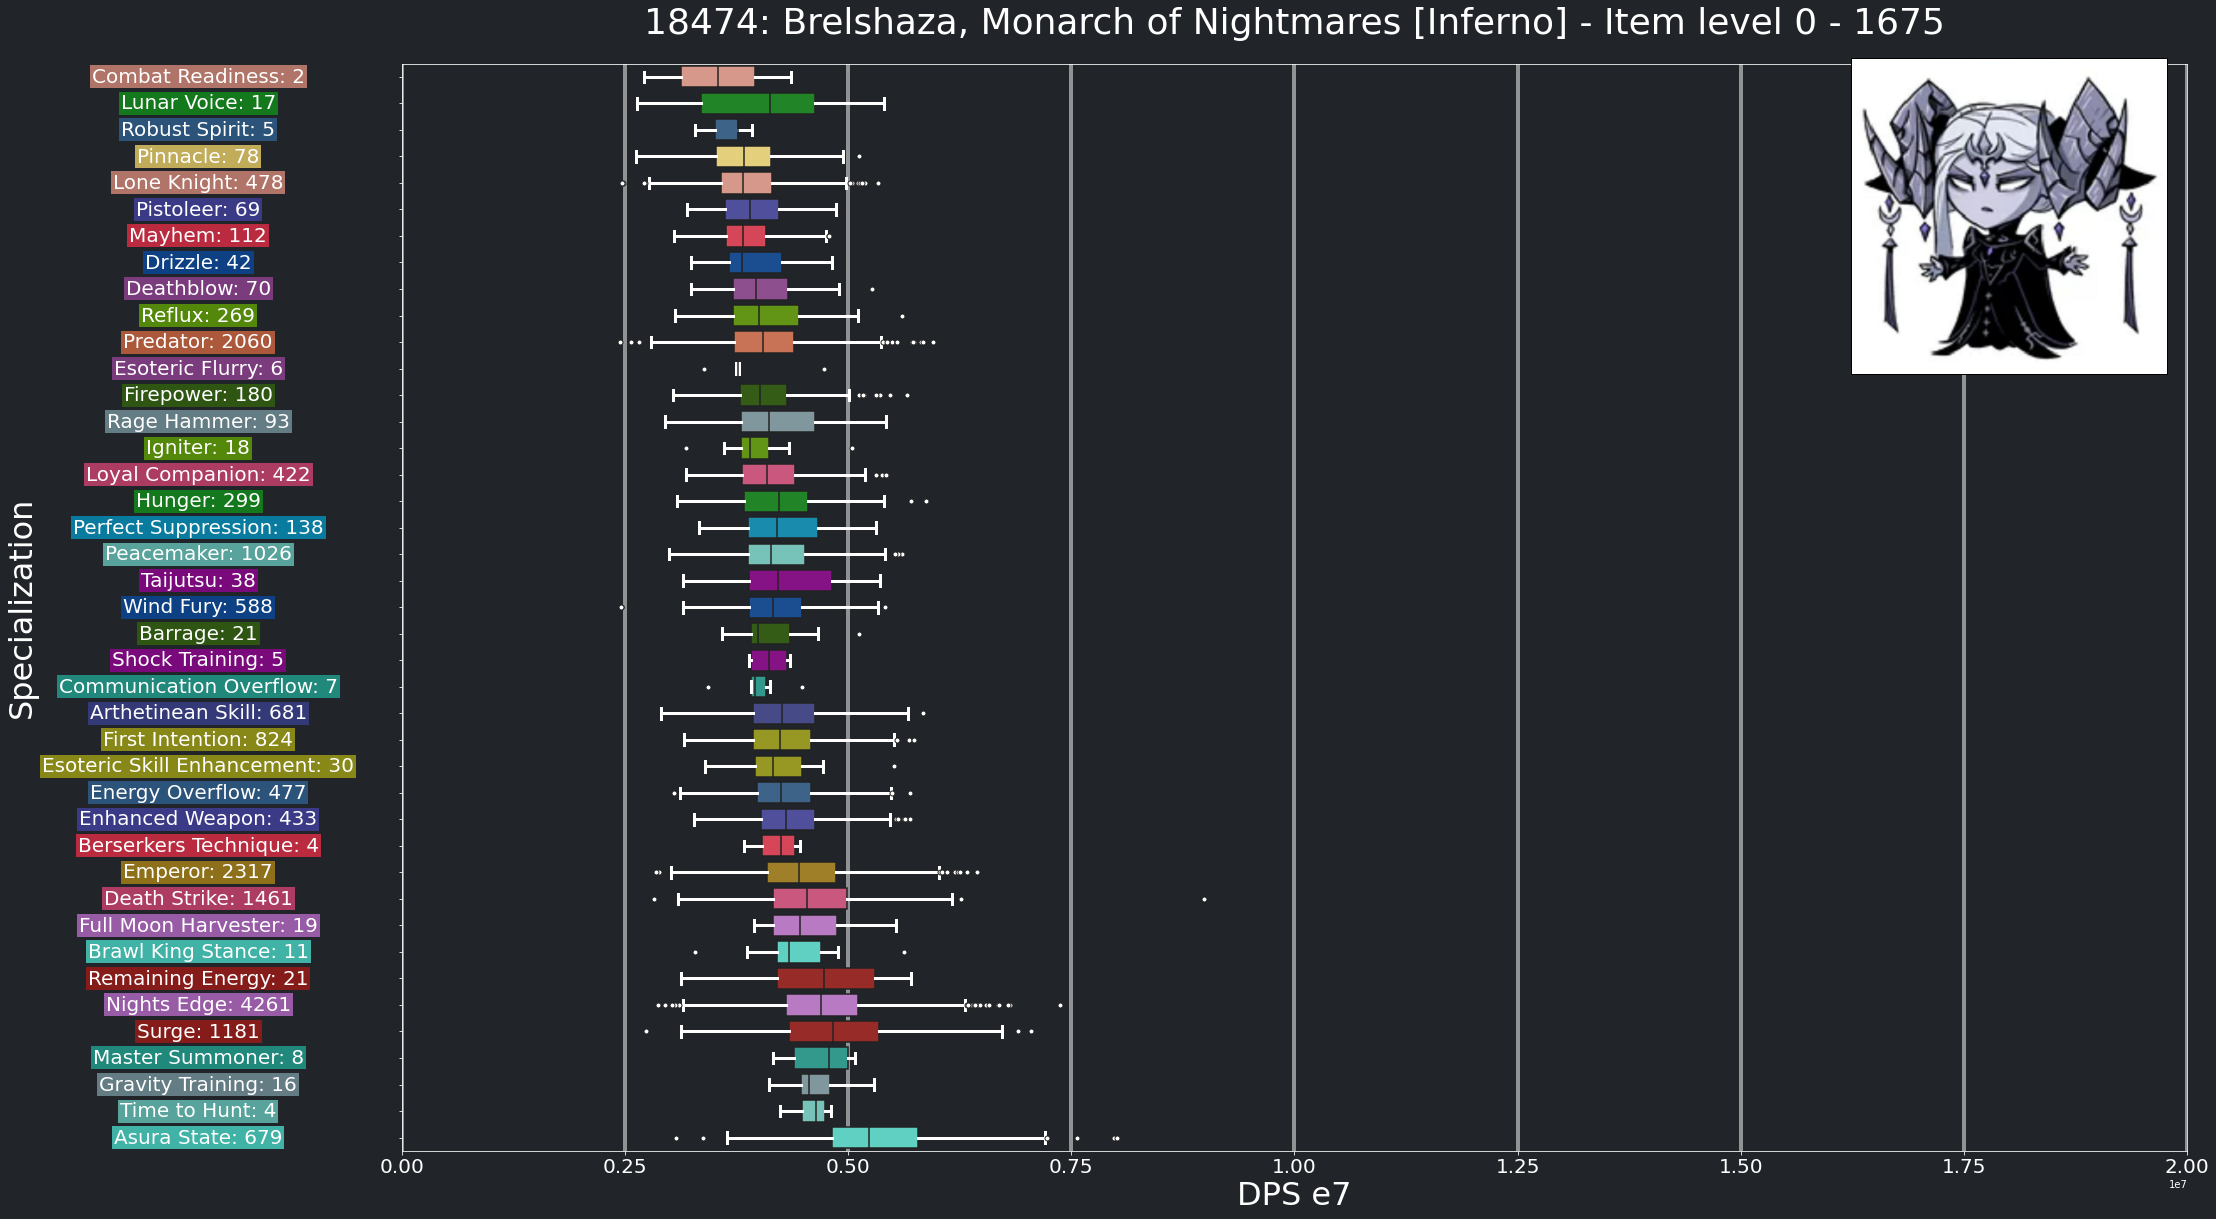 18474: Brelshaza, Monarch of Nightmares [Inferno] - Item level 0 - 1675
Combat Readiness: 2
Lunar Voice: 17
Robust Spirit: 5
Pinnacle: 78
Lone Knight: 478
Pistoleer: 69
Mayhem: 112
Drizzle: 42
Deathblow: 70
Reflux: 269
Predator: 2060
Esoteric Flurry: 6
Firepower: 180
Rage Hammer: 93
Igniter: 18
Loyal Companion: 422
Hunger: 299
Perfect Suppression: 138
Peacemaker: 1026
Taijutsu: 38
Wind Fury: 588
Barrage: 21
Shock Training: 5
Communication Overflow: 7
Arthetinean Skill: 681
First Intention: 824
Esoteric Skill Enhancement: 30
Energy Overflow: 477
Enhanced Weapon: 433
Berserkers Technique: 4
Emperor: 2317
Death Strike: 1461
Full Moon Harvester: 19
Brawl King Stance: 11
Remaining Energy: 21
Nights Edge: 4261
Surge: 1181
Master Summoner: 8
Gravity Training: 16
Time to Hunt: 4
Asura State: 679
Specialization
0.00 0.25 0.50 0.75 1.00 1.25 1.50 1.75 2.00
1e7
DPS e7